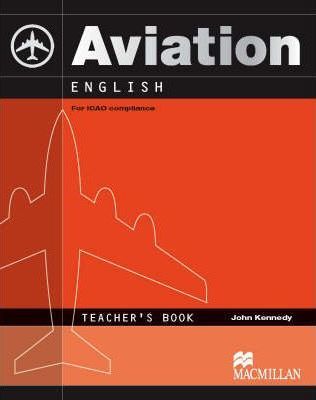 Aviation
ENGLISH
For ICAO compliance
TEACHER'S BOOK
John Kennedy
MACMILLAN